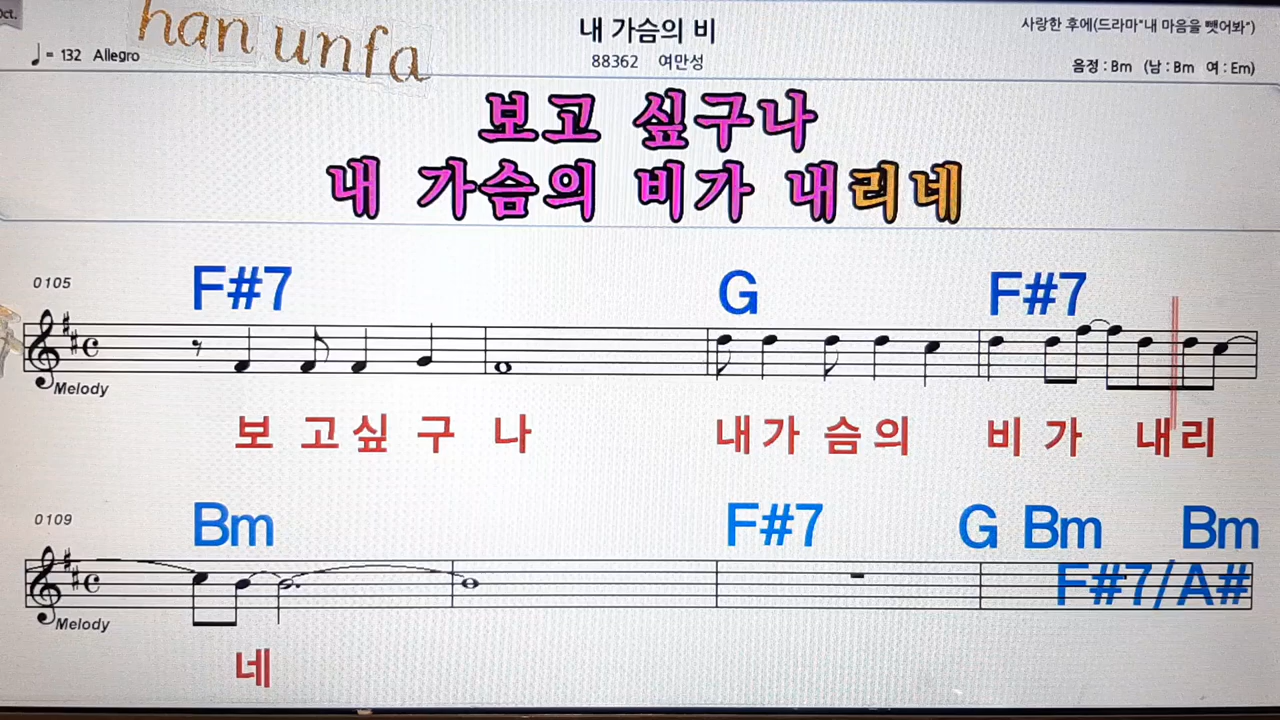 Oct.
han unfa
내 가슴의 비
사랑한 후에(드라마"내 마음을 뺏어봐")
♩= 132 Allegro
88362 여만성
음정 : Bm (남 : Bm 여 : Em)
보고 싶구나
내 가슴의 비가 내리네
0105
F#7 G F#7
Melody
보 고 싶 구 나 내 가 슴 의 비 가 내 리
0109
Bm F#7 G Bm Bm
F#7/A#
Melody
네